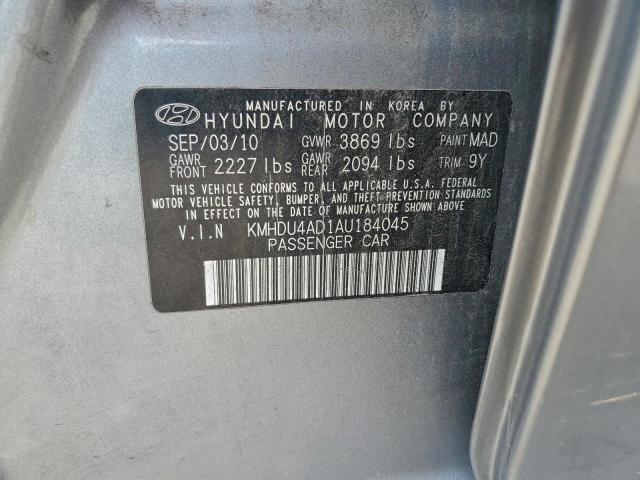 MANUFACTURED IN KOREA BY
HYUNDAI MOTOR COMPANY
SEP/03/10 GVWR 3869 lbs PAINT MAD
GAWR FRONT 2227 lbs GAWR REAR 2094 lbs TRIM 9Y
THIS VEHICLE CONFORMS TO ALL APPLICABLE U.S.A. FEDERAL
MOTOR VEHICLE SAFETY, BUMPER, AND THEFT PREVENTION STANDARDS
IN EFFECT ON THE DATE OF MANUFACTURE SHOWN ABOVE
V.I.N KMHDU4AD1AU184045
PASSENGER CAR